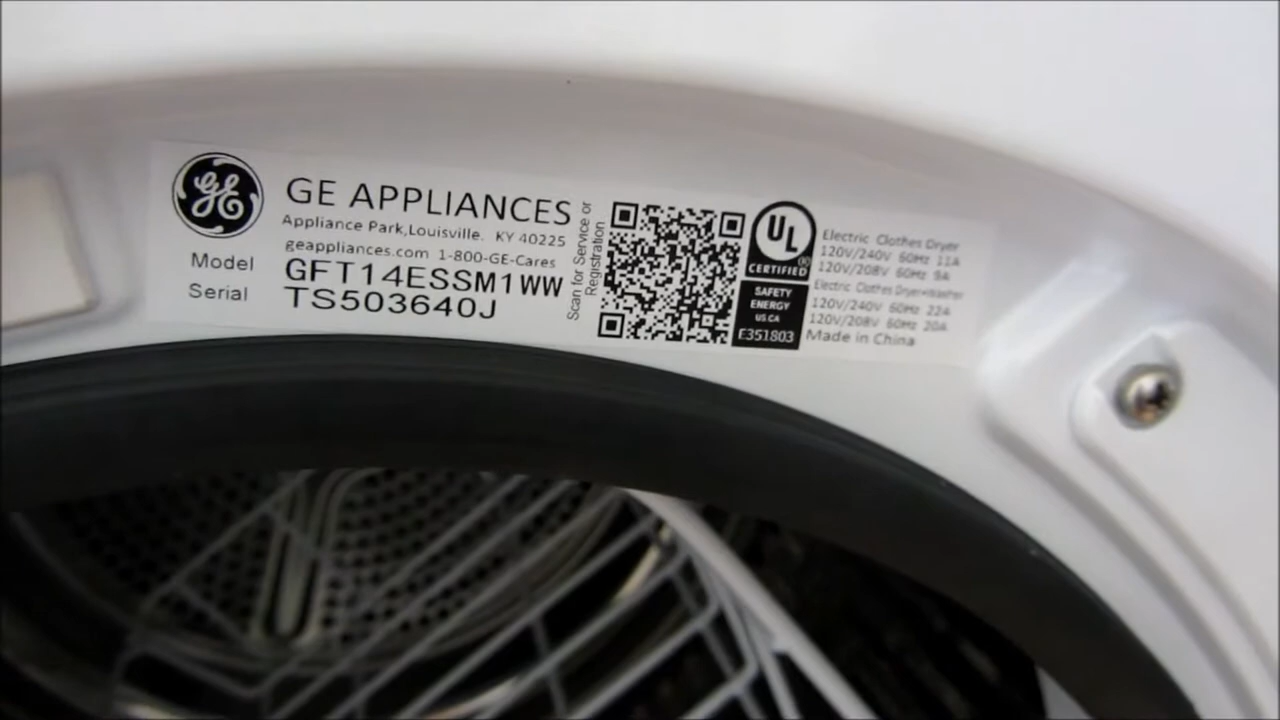 GE
GE APPLIANCES
Appliance Park,Louisville. KY 40225
geappliances.com 1-800-GE-Cares
Model GFT14ESSM1WW
Serial TS503640J
Scan for Service or
Registration
UL
®
CERTIFIED
SAFETY
ENERGY
US.CA
E351803
Electric Clothes Dryer
120V/240V 60Hz 11A
120V/208V 60Hz 9A
Electric Clothes Dryer+Washer
120V/240V 60Hz 22A
120V/208V 60Hz 20A
Made in China